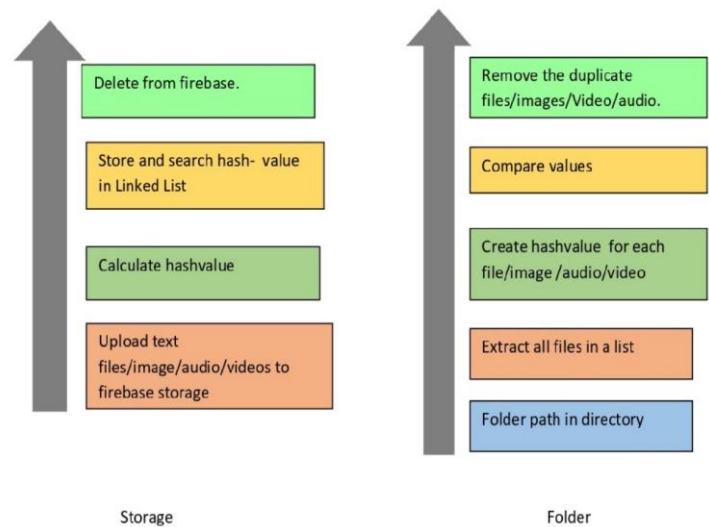 Delete from firebase.
Store and search hash- value
in Linked List
Calculate hashvalue
Upload text
files/image/audio/videos to
firebase storage
Storage
Remove the duplicate
files/images/Video/audio.
Compare values
Create hashvalue for each
file/image /audio/video
Extract all files in a list
Folder path in directory
Folder